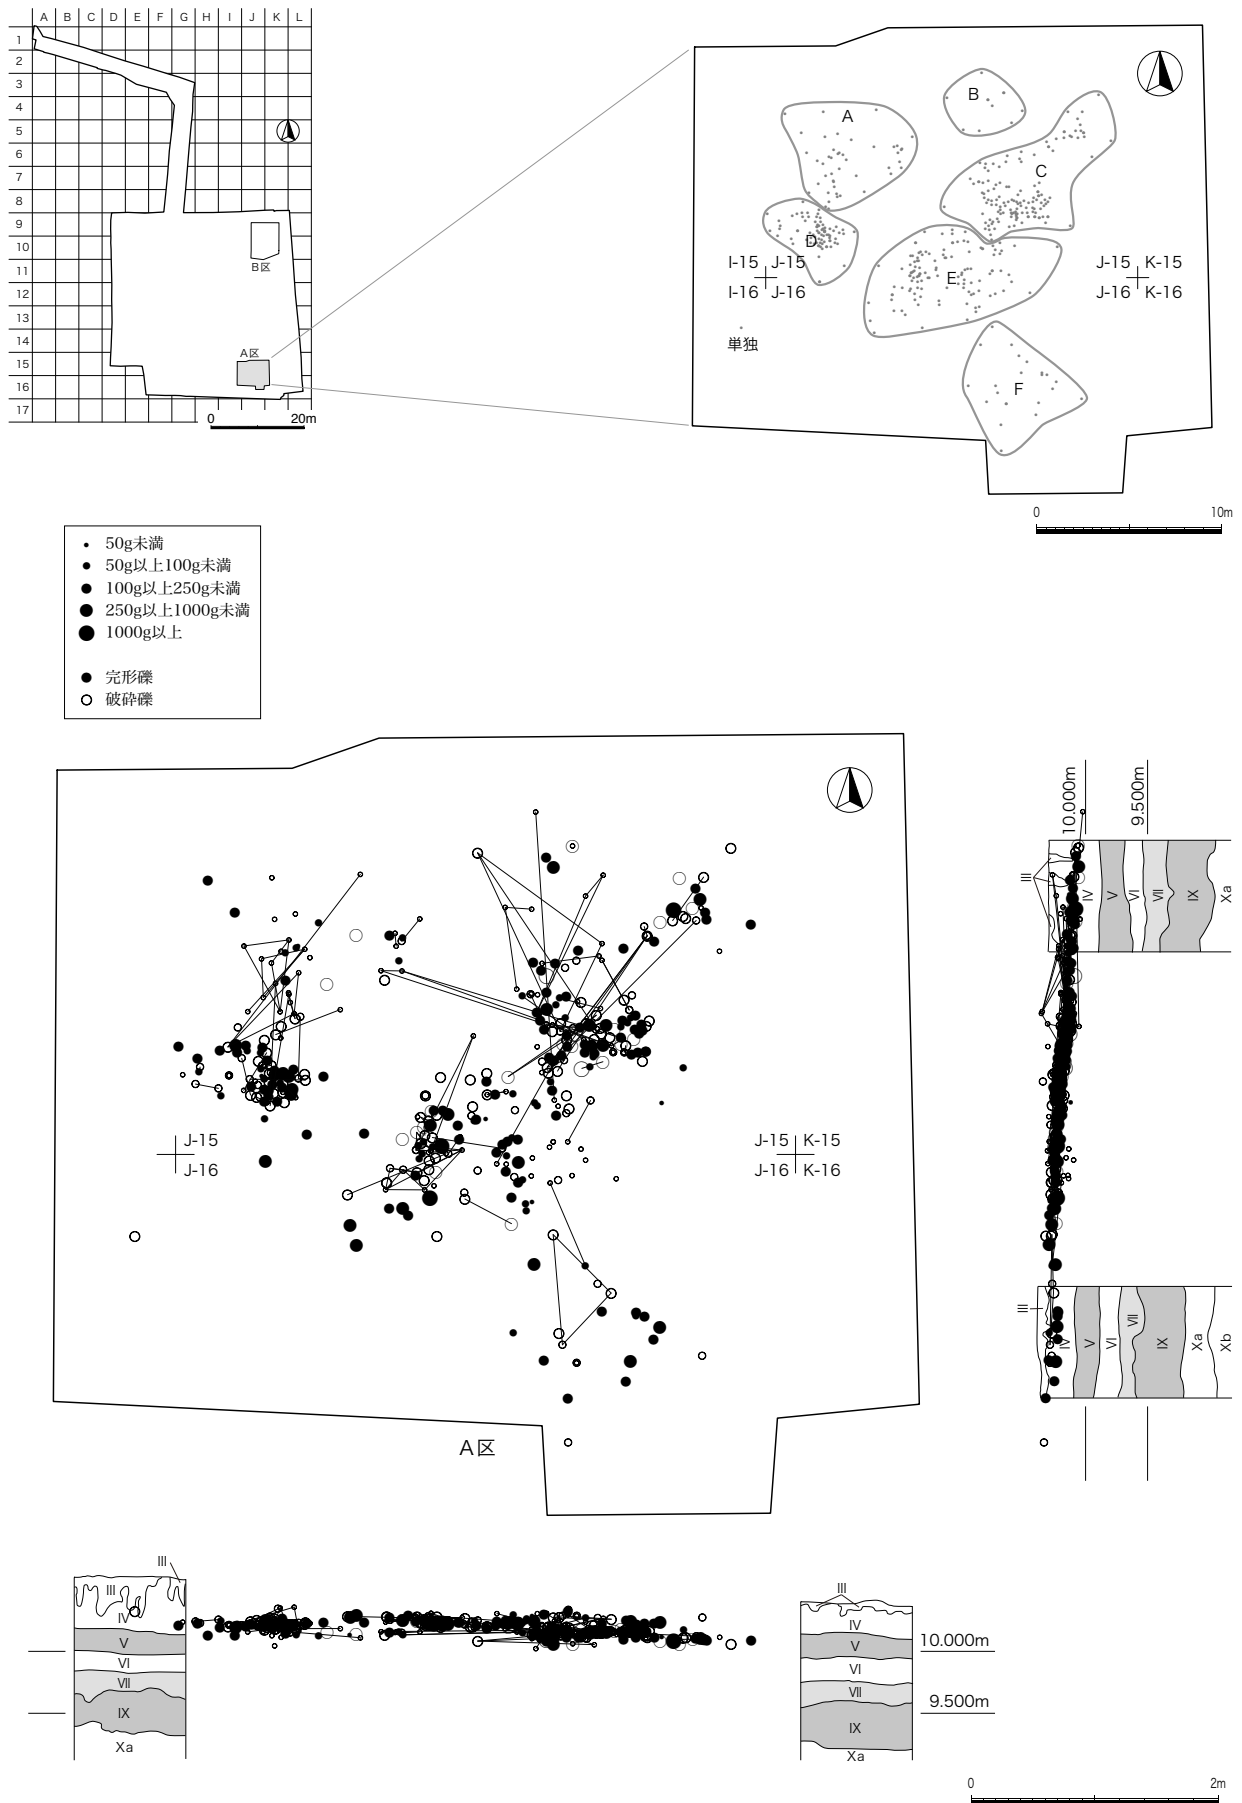 A B C D E F G H I J K L
1
2
3
4
5
6
7
8
9
10
11
12
13
14
15
16
17
B区
A区
0 20m
A
B
C
D
E
F
I-15 J-15
I-16 J-16
J-15 K-15
J-16 K-16
単独
0 10m
50g未満
50g以上100g未満
100g以上250g未満
250g以上1000g未満
1000g以上
完形礫
破砕礫
J-15
J-16
J-15 K-15
J-16 K-16
A区
10.000m
9.500m
III
IV
V
VI
VII
IX
Xa
III
IV
V
VI
VII
IX
Xa
Xb
III
III
IV
V
VI
VII
IX
Xa
III
IV
V
VI
VII
IX
Xa
10.000m
9.500m
0 2m